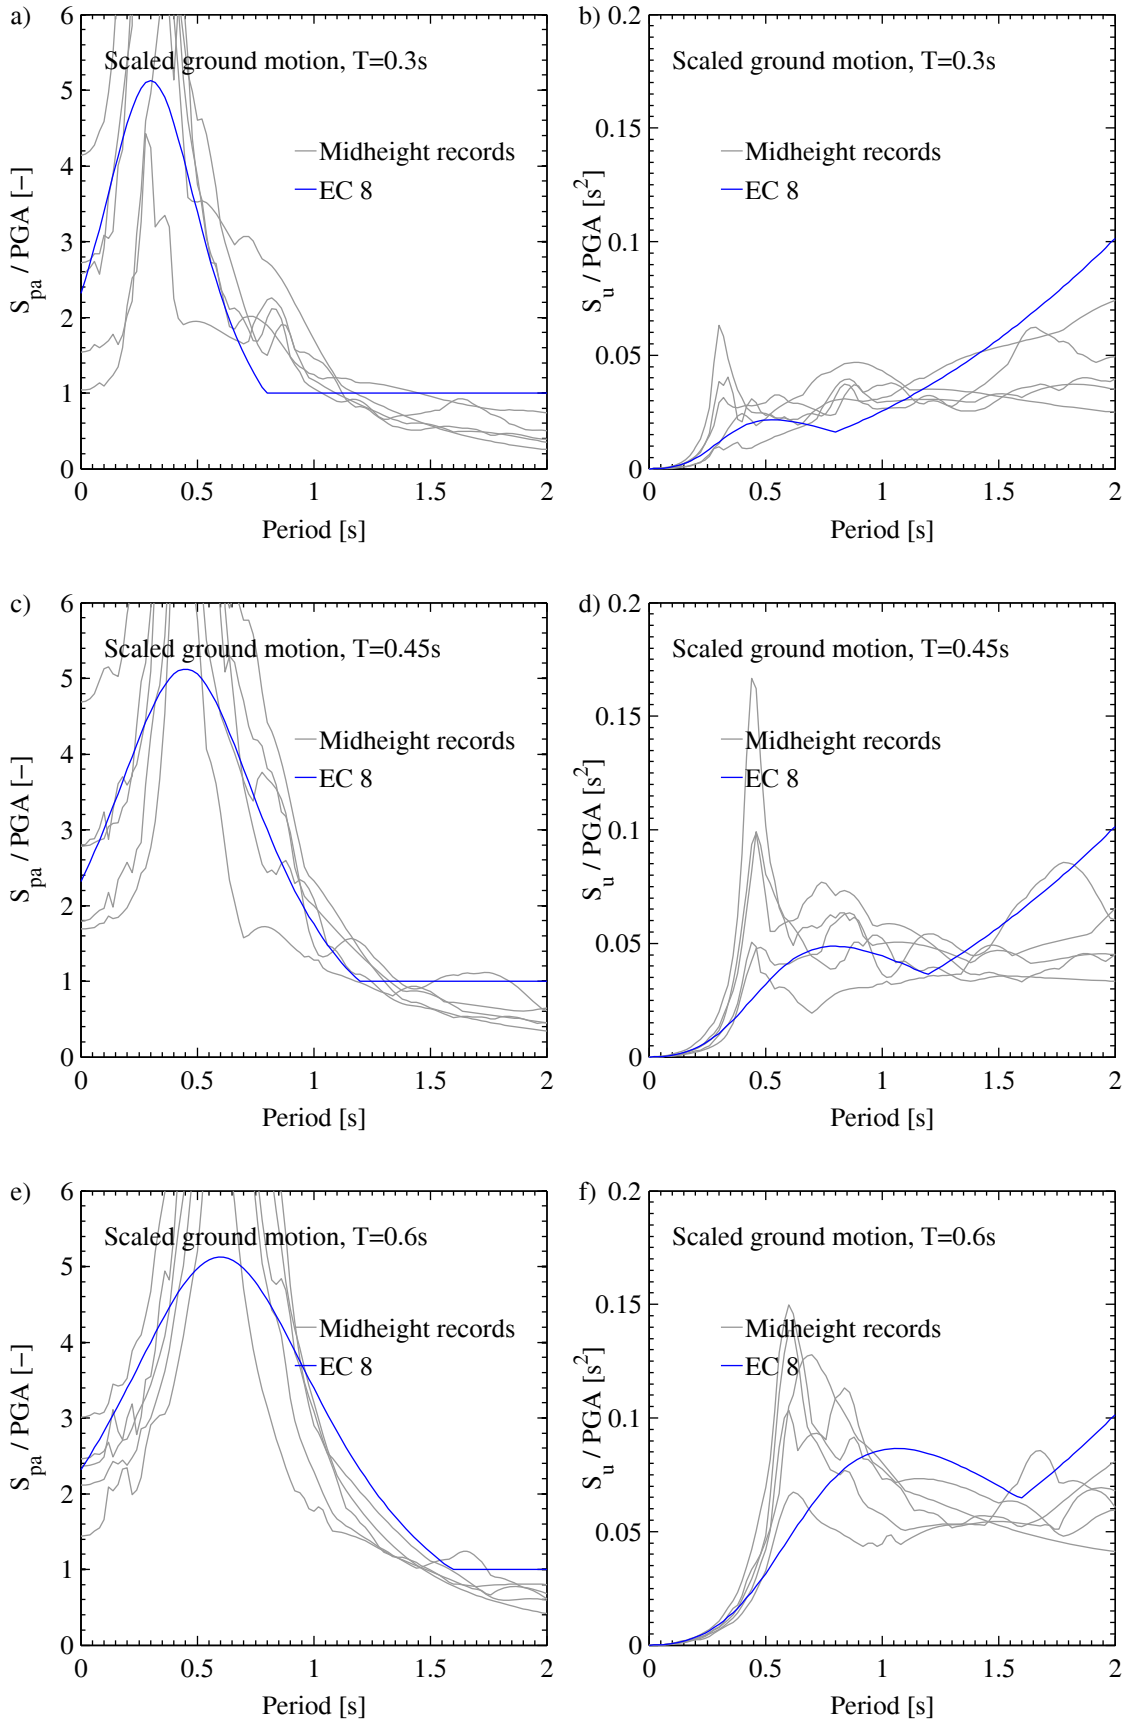 a)
6
5
4
3
2
1
0
S_pa / PGA [−]
Scaled ground motion, T=0.3s
Midheight records
EC 8
0 0.5 1 1.5 2
Period [s]
b)
0.2
0.15
0.1
0.05
0
S_u / PGA [s^2]
Scaled ground motion, T=0.3s
Midheight records
EC 8
0 0.5 1 1.5 2
Period [s]
c)
6
5
4
3
2
1
0
S_pa / PGA [−]
Scaled ground motion, T=0.45s
Midheight records
EC 8
0 0.5 1 1.5 2
Period [s]
d)
0.2
0.15
0.1
0.05
0
S_u / PGA [s^2]
Scaled ground motion, T=0.45s
Midheight records
EC 8
0 0.5 1 1.5 2
Period [s]
e)
6
5
4
3
2
1
0
S_pa / PGA [−]
Scaled ground motion, T=0.6s
Midheight records
EC 8
0 0.5 1 1.5 2
Period [s]
f)
0.2
0.15
0.1
0.05
0
S_u / PGA [s^2]
Scaled ground motion, T=0.6s
Midheight records
EC 8
0 0.5 1 1.5 2
Period [s]